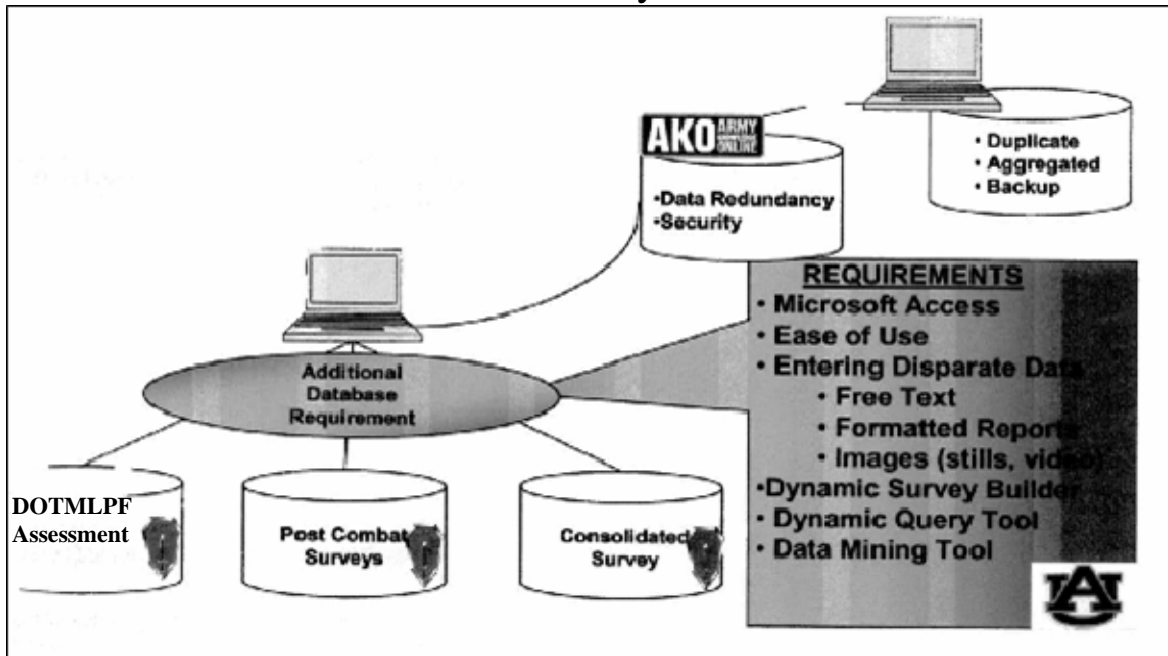 AKO ARMY
KNOWLEDGE
ONLINE
• Duplicate
• Aggregated
• Backup
•Data Redundancy
•Security
REQUIREMENTS
• Microsoft Access
• Ease of Use
• Entering Disparate Data
• Free Text
• Formatted Reports
• Images (stills, video)
•Dynamic Survey Builder
• Dynamic Query Tool
• Data Mining Tool
Additional
Database
Requirement
DOTMLPF
Assessment
Post Combat
Surveys
Consolidated
Survey
AU